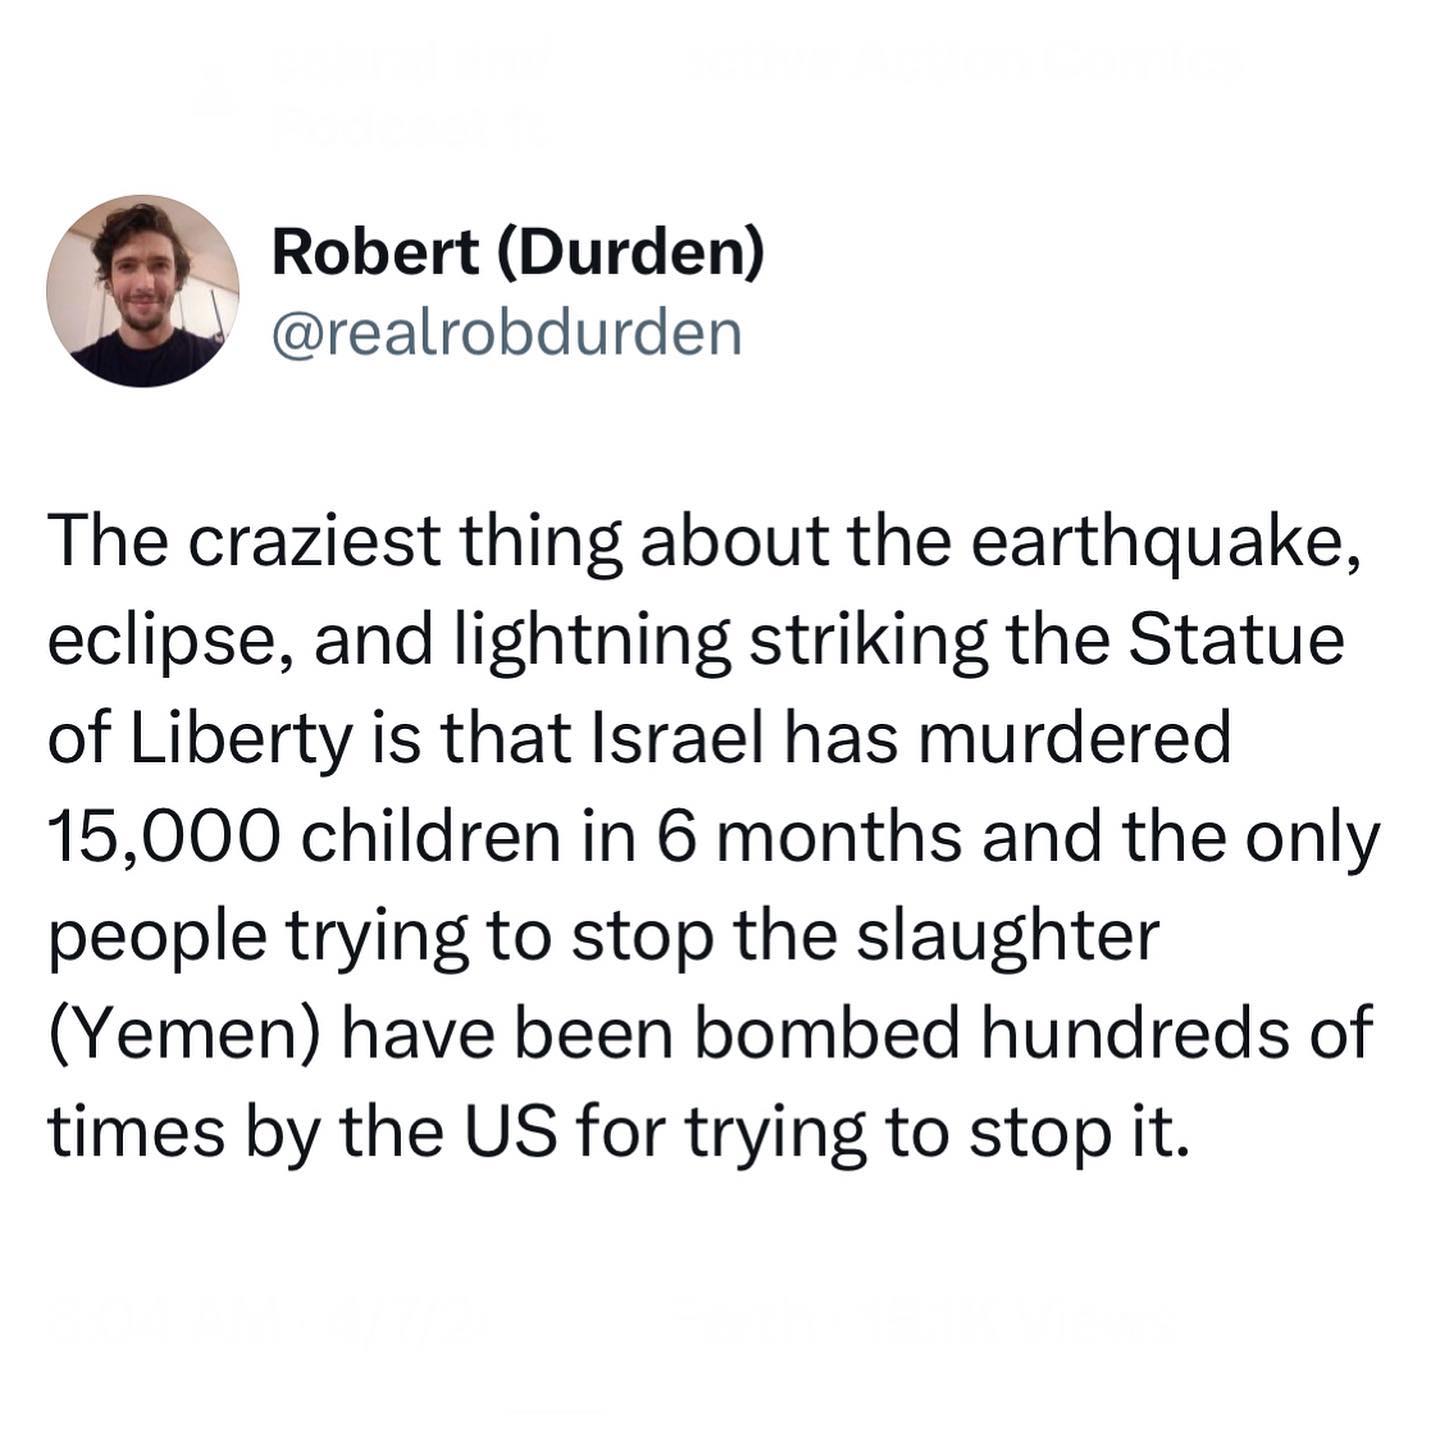 Robert (Durden)
@realrobdurden
The craziest thing about the earthquake,
eclipse, and lightning striking the Statue
of Liberty is that Israel has murdered
15,000 children in 6 months and the only
people trying to stop the slaughter
(Yemen) have been bombed hundreds of
times by the US for trying to stop it.